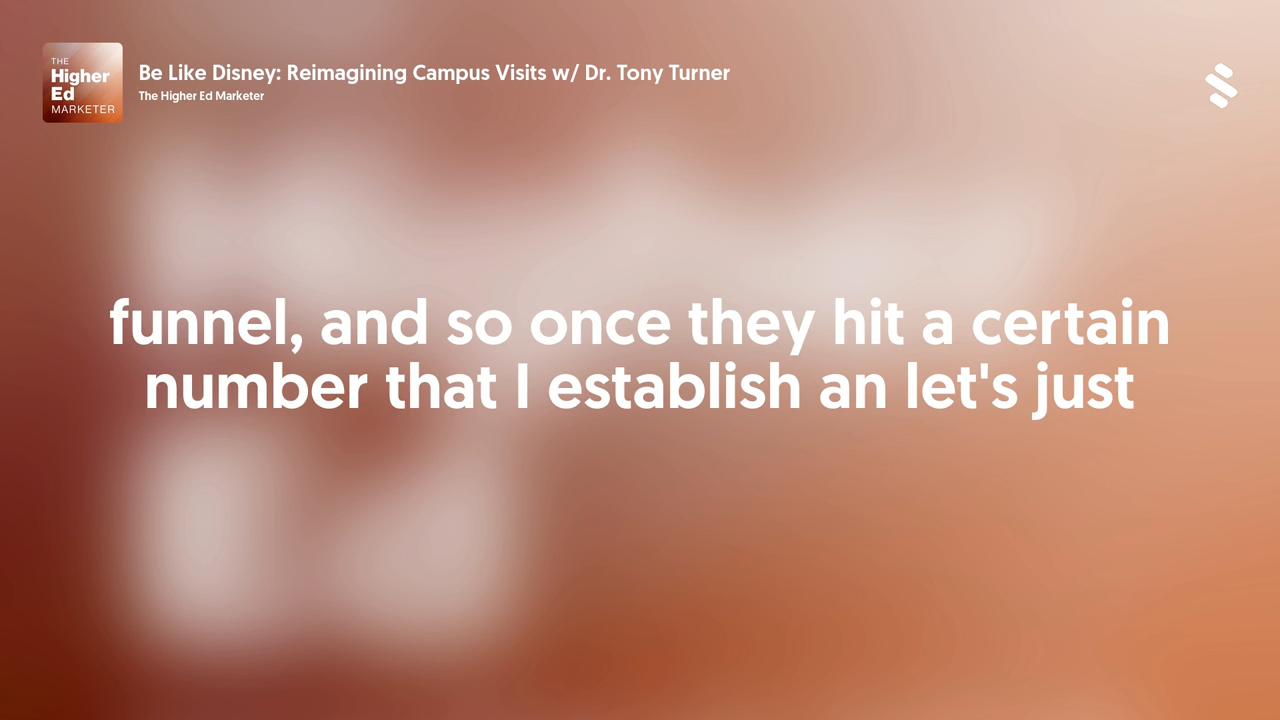 THE
Higher
Ed
MARKETER
Be Like Disney: Reimagining Campus Visits w/ Dr. Tony Turner
The Higher Ed Marketer
funnel, and so once they hit a certain
number that I establish an let's just